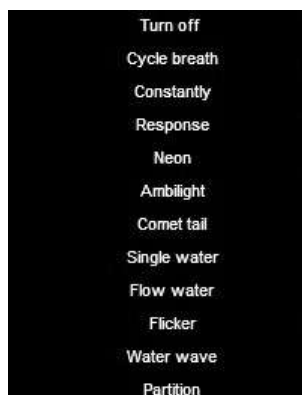 Turn off
Cycle breath
Constantly
Response
Neon
Ambilight
Comet tail
Single water
Flow water
Flicker
Water wave
Partition